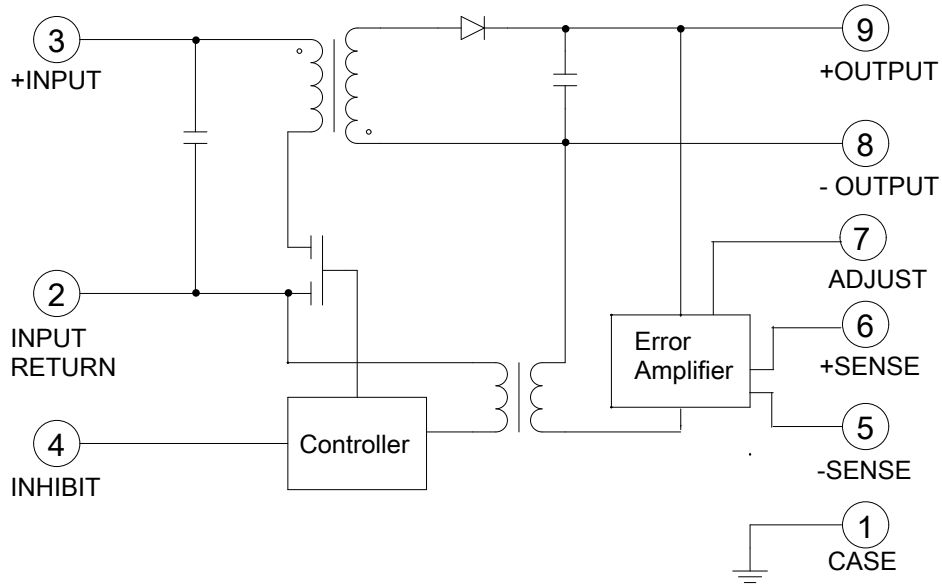 3
+INPUT
9
+OUTPUT
8
- OUTPUT
7
ADJUST
2
INPUT
RETURN
Error
Amplifier
6
+SENSE
4
INHIBIT
Controller
5
-SENSE
1
CASE